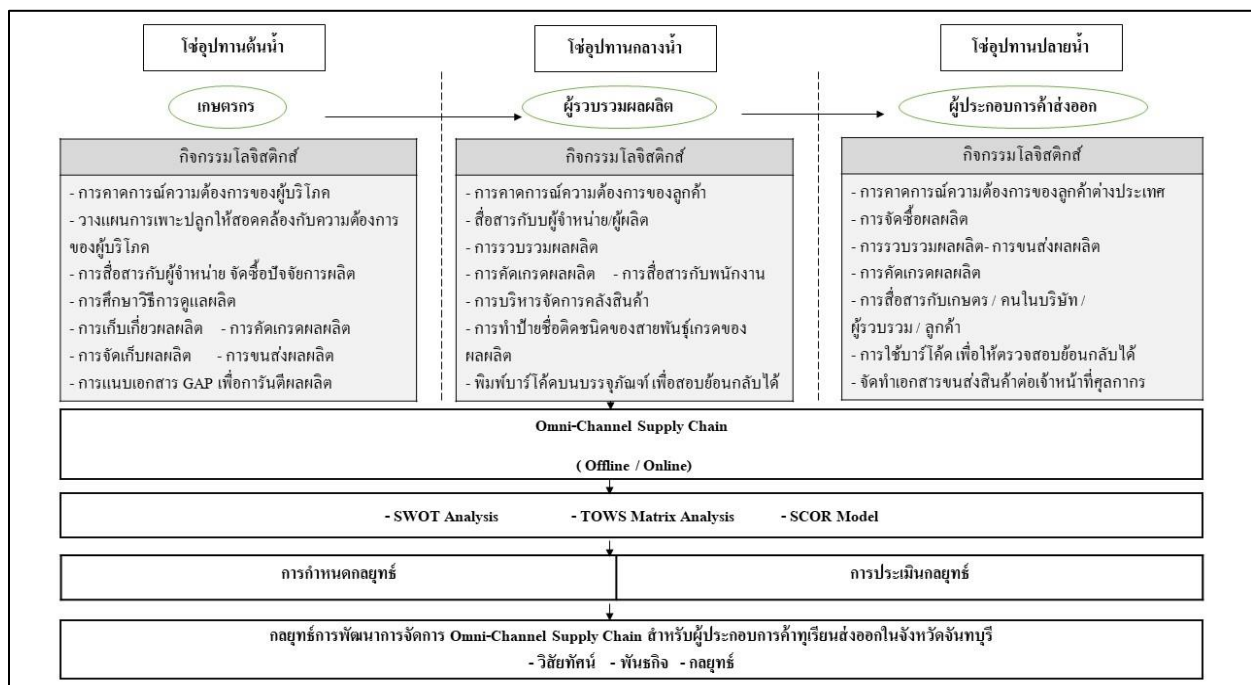 โซ่อุปทานต้นน้ำ
โซ่อุปทานกลางน้ำ
โซ่อุปทานปลายน้ำ
เกษตรกร
ผู้รวบรวมผลผลิต
ผู้ประกอบการค้าส่งออก
กิจกรรมโลจิสติกส์
- การคาดการณ์ความต้องการของผู้บริโภค
- วางแผนการเพาะปลูกให้สอดคล้องกับความต้องการ
ของผู้บริโภค
- การสื่อสารกับผู้จำหน่าย จัดซื้อปัจจัยการผลิต
- การศึกษาวิธีการดูแลผลิต
- การเก็บเกี่ยวผลผลิต - การคัดเกรดผลผลิต
- การจัดเก็บผลผลิต - การขนส่งผลผลิต
- การแนบเอกสาร GAP เพื่อการันตีผลผลิต
กิจกรรมโลจิสติกส์
- การคาดการณ์ความต้องการของลูกค้า
- สื่อสารกับบผู้จำหน่าย/ผู้ผลิต
- การรวบรวมผลผลิต
- การคัดเกรดผลผลิต - การสื่อสารกับพนักงาน
- การบริหารจัดการคลังสินค้า
- การทำป้ายชื่อติดชนิดของสายพันธุ์เกรดของ
ผลผลิต
- พิมพ์บาร์โค้ดบนบรรจุภัณฑ์ เพื่อสอบย้อนกลับได้
กิจกรรมโลจิสติกส์
- การคาดการณ์ความต้องการของลูกค้าต่างประเทศ
- การจัดซื้อผลผลิต
- การรวบรวมผลผลิต- การขนส่งผลผลิต
- การคัดเกรดผลผลิต
- การสื่อสารกับเกษตร / คนในบริษัท /
ผู้รวบรวม / ลูกค้า
- การใช้บาร์โค้ด เพื่อให้ตรวจสอบย้อนกลับได้
- จัดทำเอกสารขนส่งสินค้าต่อเจ้าหน้าที่ศุลกากร
Omni-Channel Supply Chain
( Offline / Online)
- SWOT Analysis - TOWS Matrix Analysis - SCOR Model
การกำหนดกลยุทธ์
การประเมินกลยุทธ์
กลยุทธ์การพัฒนาการจัดการ Omni-Channel Supply Chain สำหรับผู้ประกอบการค้าทุเรียนส่งออกในจังหวัดจันทบุรี
- วิสัยทัศน์ - พันธกิจ - กลยุทธ์